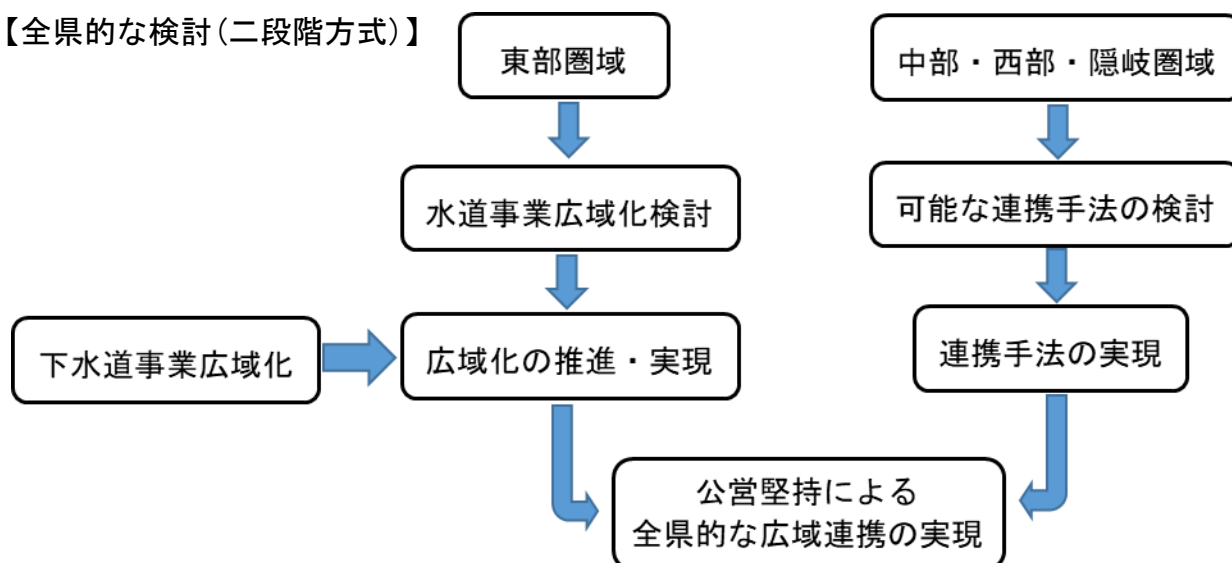 【全県的な検討(二段階方式)】
東部圏域
中部・西部・隠岐圏域
水道事業広域化検討
可能な連携手法の検討
下水道事業広域化
広域化の推進・実現
連携手法の実現
公営堅持による
全県的な広域連携の実現